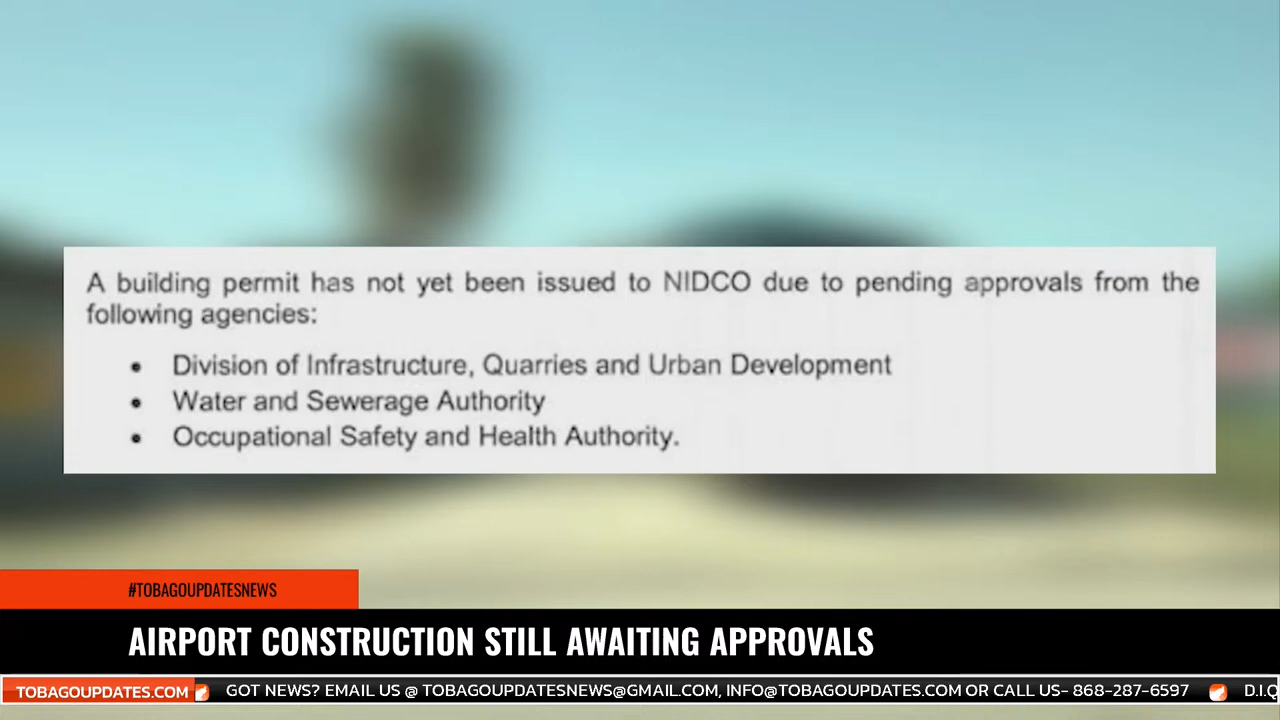 A building permit has not yet been issued to NIDCO due to pending approvals from the
following agencies:
• Division of Infrastructure, Quarries and Urban Development
• Water and Sewerage Authority
• Occupational Safety and Health Authority.
#TOBAGOUPDATESNEWS
AIRPORT CONSTRUCTION STILL AWAITING APPROVALS
TOBAGOUPDATES.COM GOT NEWS? EMAIL US @ TOBAGOUPDATESNEWS@GMAIL.COM, INFO@TOBAGOUPDATES.COM OR CALL US- 868-287-6597